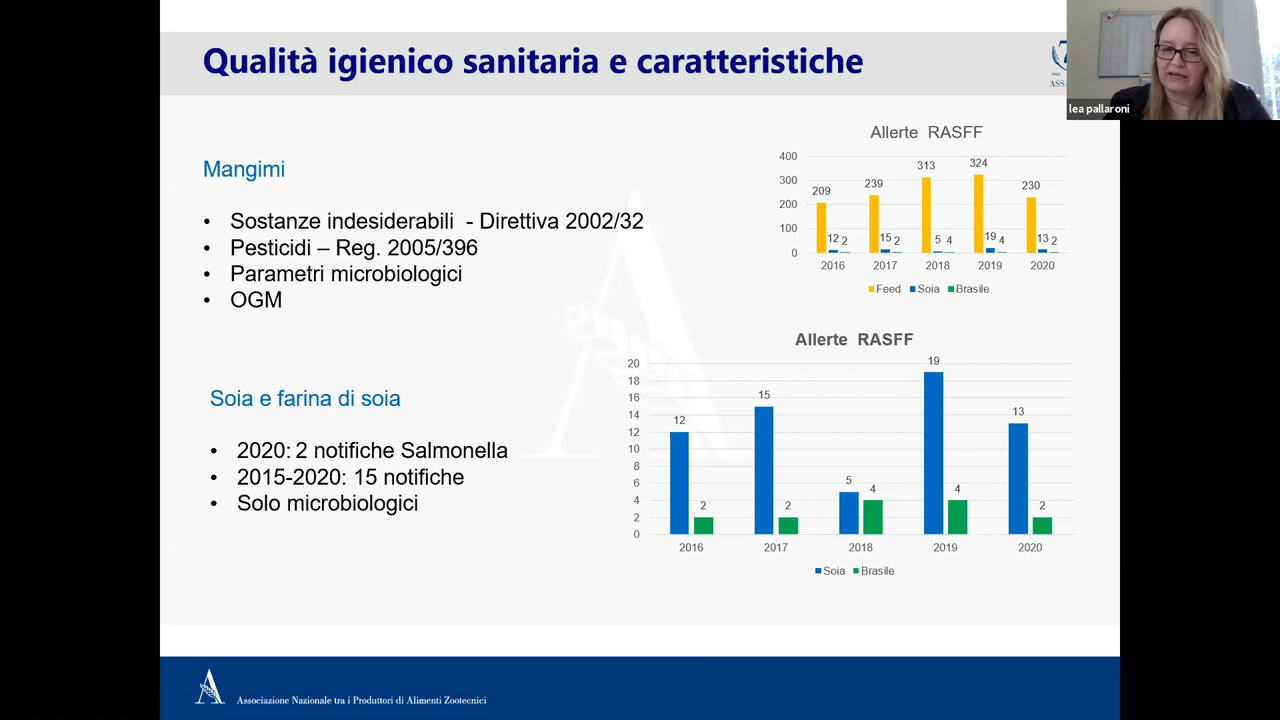 Qualità igienico sanitaria e caratteristiche
lea pallaroni
Mangimi
• Sostanze indesiderabili - Direttiva 2002/32
• Pesticidi – Reg. 2005/396
• Parametri microbiologici
• OGM
Allerte RASFF
400
300
200
100
0
209 12 2
239 15 2
313 5 4
324 19 4
230 13 2
2016 2017 2018 2019 2020
Feed Soia Brasile
Soia e farina di soia
• 2020: 2 notifiche Salmonella
• 2015-2020: 15 notifiche
• Solo microbiologici
Allerte RASFF
20
18
16
14
12
10
8
6
4
2
0
12 2
15 2
5 4
19 4
13 2
2016 2017 2018 2019 2020
Soia Brasile
A
Associazione Nazionale tra i Produttori di Alimenti Zootecnici